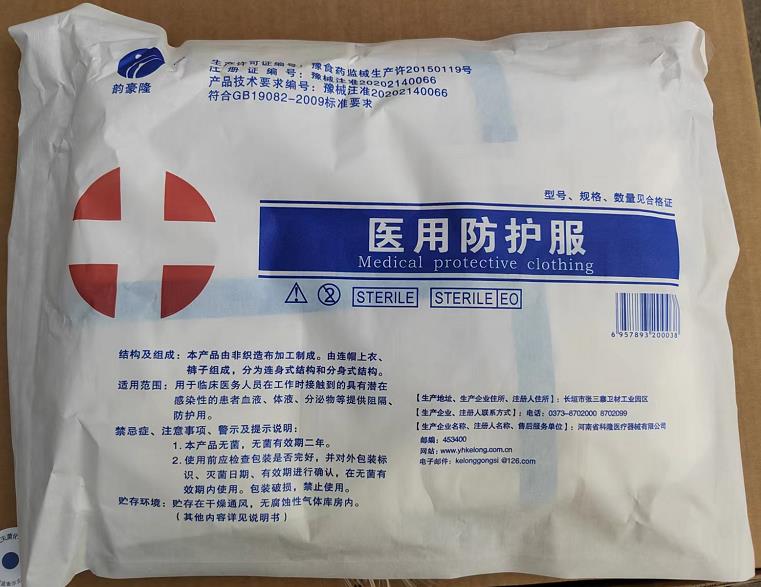 韵豪隆
生产许可证编号：豫食药监械生产许20150119号
注册证编号：豫械注准20202140066
产品技术要求编号：豫械注准20202140066
符合GB19082-2009标准要求
型号、规格、数量见合格证
医用防护服
Medical protective clothing
STERILE
STERILE EO
6 957893 200038
结构及组成：本产品由非织造布加工制成。由连帽上衣、
裤子组成，分为连身式结构和分身式结构。
适用范围：用于临床医务人员在工作时接触到的具有潜在
感染性的患者血液、体液、分泌物等提供阻隔、
防护用。
禁忌症、注意事项、警示及提示说明：
1.本产品无菌，无菌有效期二年。
2.使用前应检查包装是否完好，并对外包装标
识、灭菌日期、有效期进行确认，在无菌有
效期内使用。包装破损，禁止使用。
贮存环境：贮存在干燥通风，无腐蚀性气体库房内。
（其他内容详见说明书）
【生产地址、生产企业住所、注册人住所】：长垣市张三寨卫材工业园区
【生产企业、注册人联系方式】：电话：0373-8702000 8702099
【生产企业名称、注册人名称、售后服务单位】：河南省科隆医疗器械有限公司
邮编：453400
网站：www.yhkelong.com.cn
电子邮件：kelonggongsi @126.com